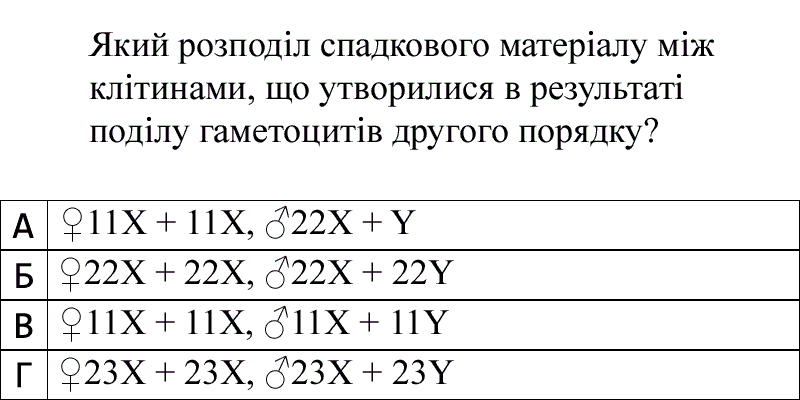 Який розподіл спадкового матеріалу між
клітинами, що утворилися в результаті
поділу гаметоцитів другого порядку?
А ♀11X + 11X, ♂22X + Y
Б ♀22X + 22X, ♂22X + 22Y
В ♀11X + 11X, ♂11X + 11Y
Г ♀23X + 23X, ♂23X + 23Y